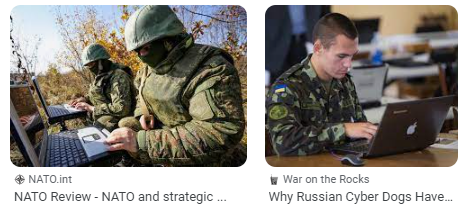 NATO.int
NATO Review - NATO and strategic ...
War on the Rocks
Why Russian Cyber Dogs Have...